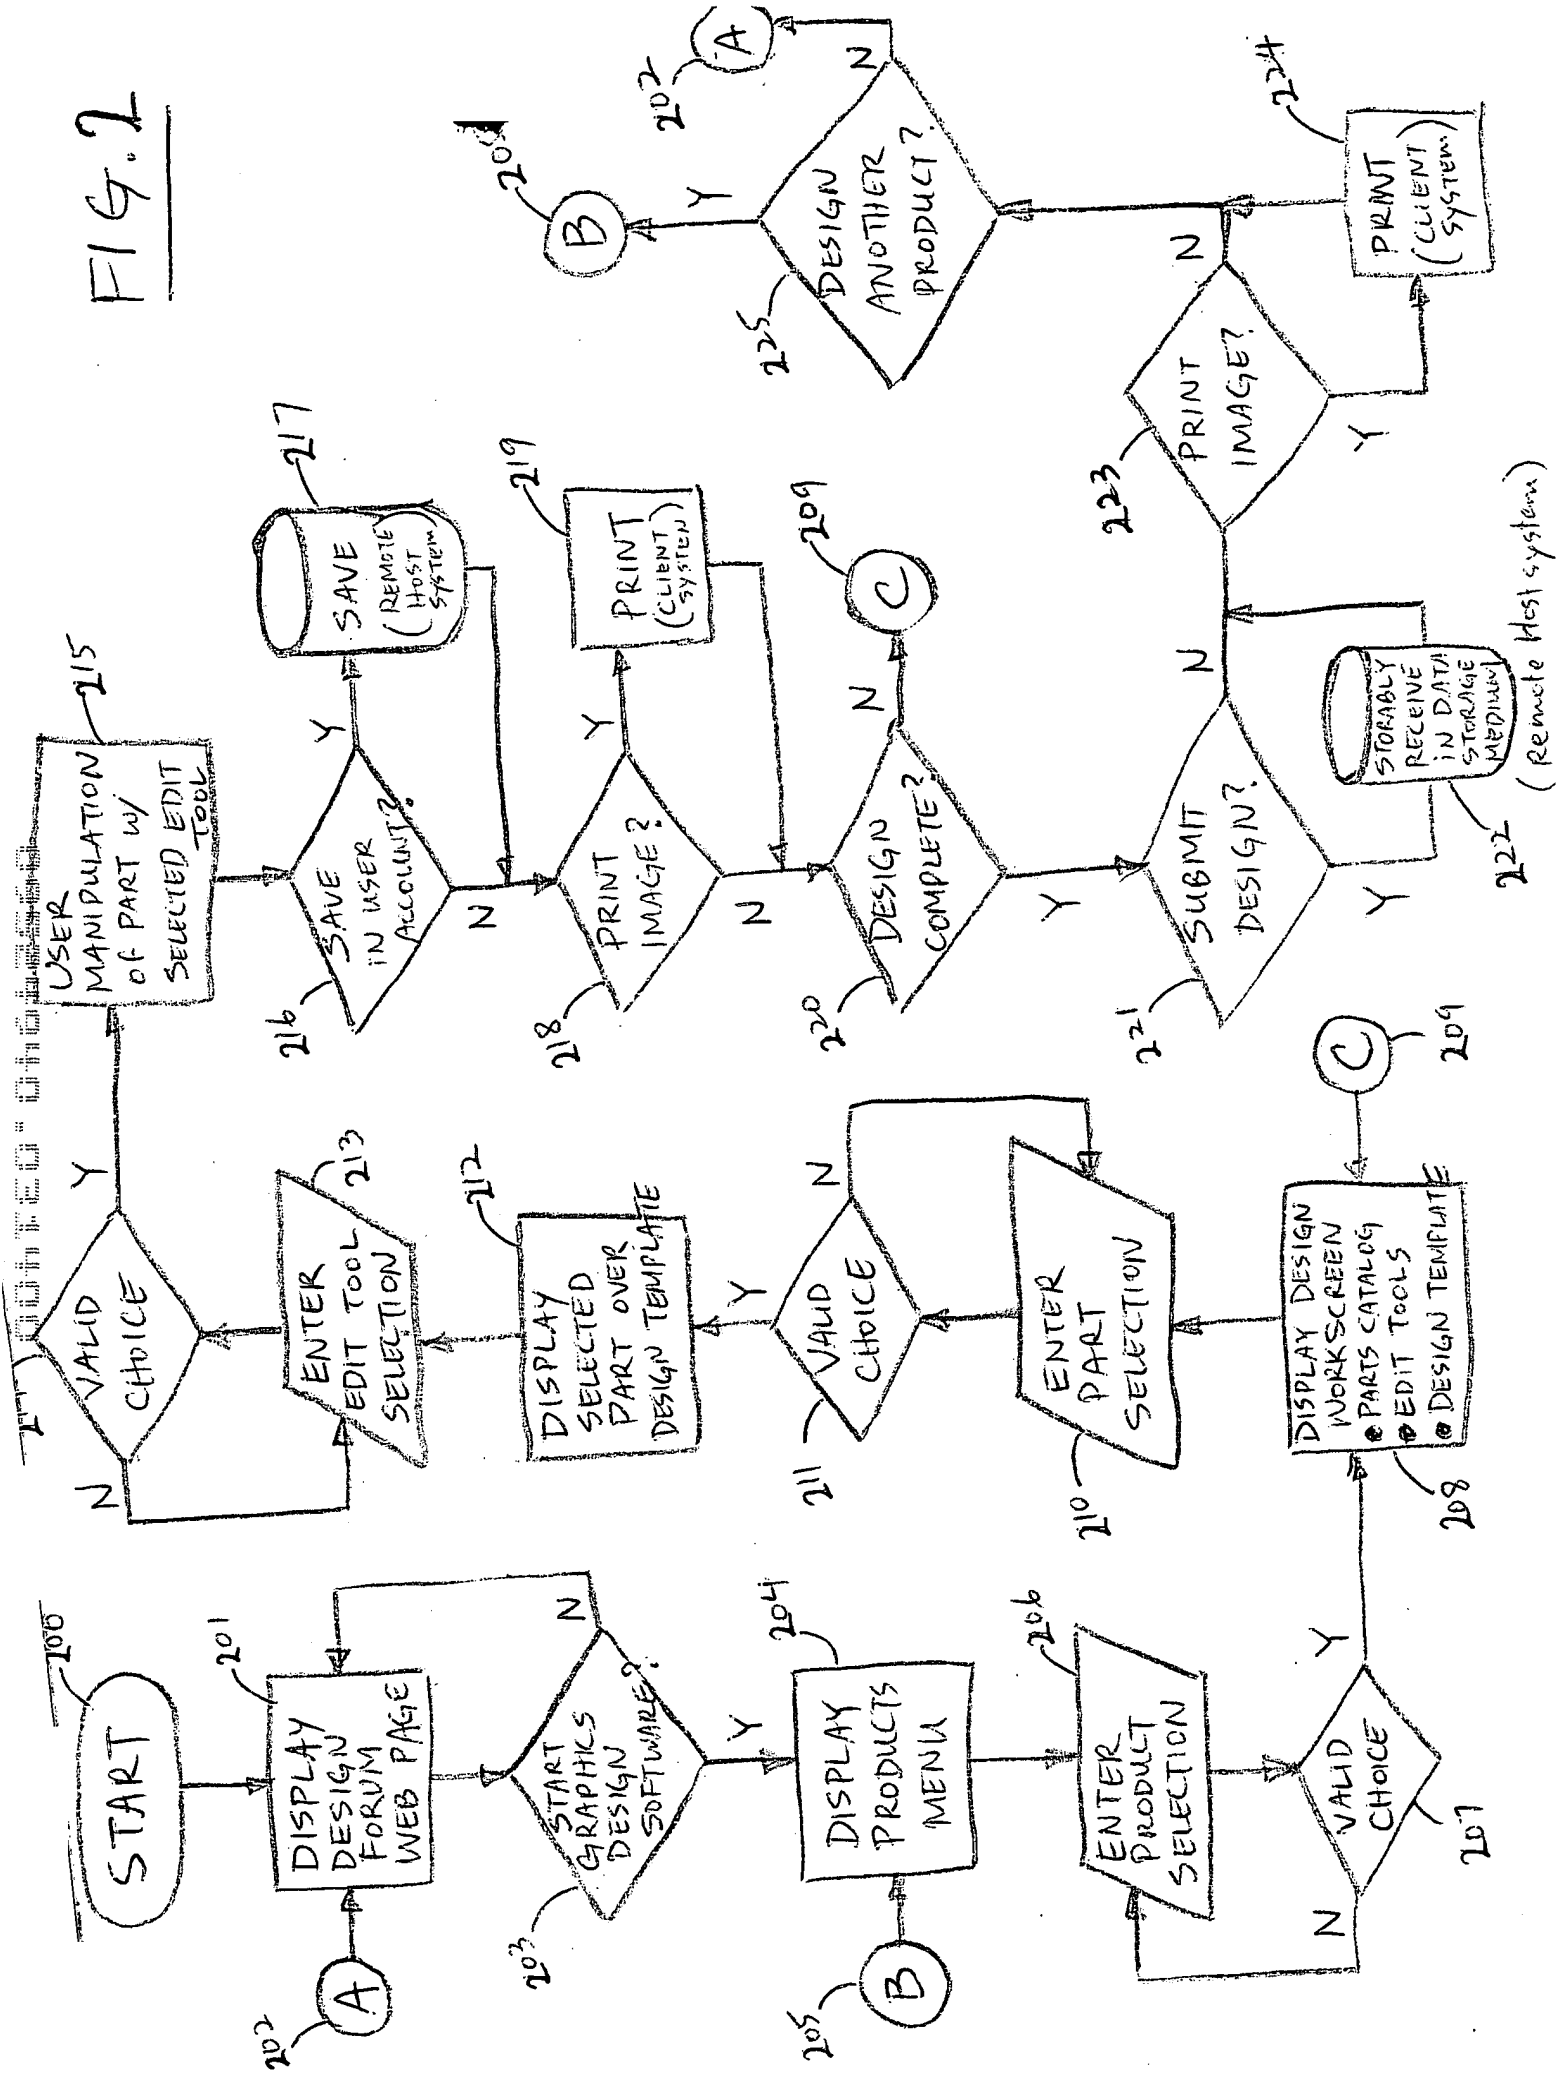 FIG. 2
200
START
201
DISPLAY
DESIGN
FORUM
WEB PAGE
202
A
203
START
GRAPHICS
DESIGN
SOFTWARE?
N
Y
204
DISPLAY
PRODUCTS
MENU
205
B
206
ENTER
PRODUCT
SELECTION
VALID
CHOICE
207
N
Y
DISPLAY DESIGN
WORKSCREEN
• PARTS CATALOG
• EDIT TOOLS
• DESIGN TEMPLATE
208
C
209
ENTER
PART
SELECTION
210
VALID
CHOICE
211
N
Y
212
DISPLAY
SELECTED
PART OVER
DESIGN TEMPLATE
213
ENTER
EDIT TOOL
SELECTION
VALID
CHOICE
N
Y
215
USER
MANIPULATION
OF PART W/
SELECTED EDIT
TOOL
216
SAVE
IN USER
ACCOUNT?
Y
N
217
SAVE
(REMOTE
HOST
SYSTEM)
218
PRINT
IMAGE?
Y
N
219
PRINT
(CLIENT
SYSTEM)
220
DESIGN
COMPLETE?
N
Y
209
C
221
SUBMIT
DESIGN?
N
Y
222
STORABLY
RECEIVE
IN DATA
STORAGE
MEDIUM
(Remote Host system)
223
PRINT
IMAGE?
N
Y
224
PRINT
(CLIENT
SYSTEM)
225
DESIGN
ANOTHER
PRODUCT?
Y
N
B
202
A